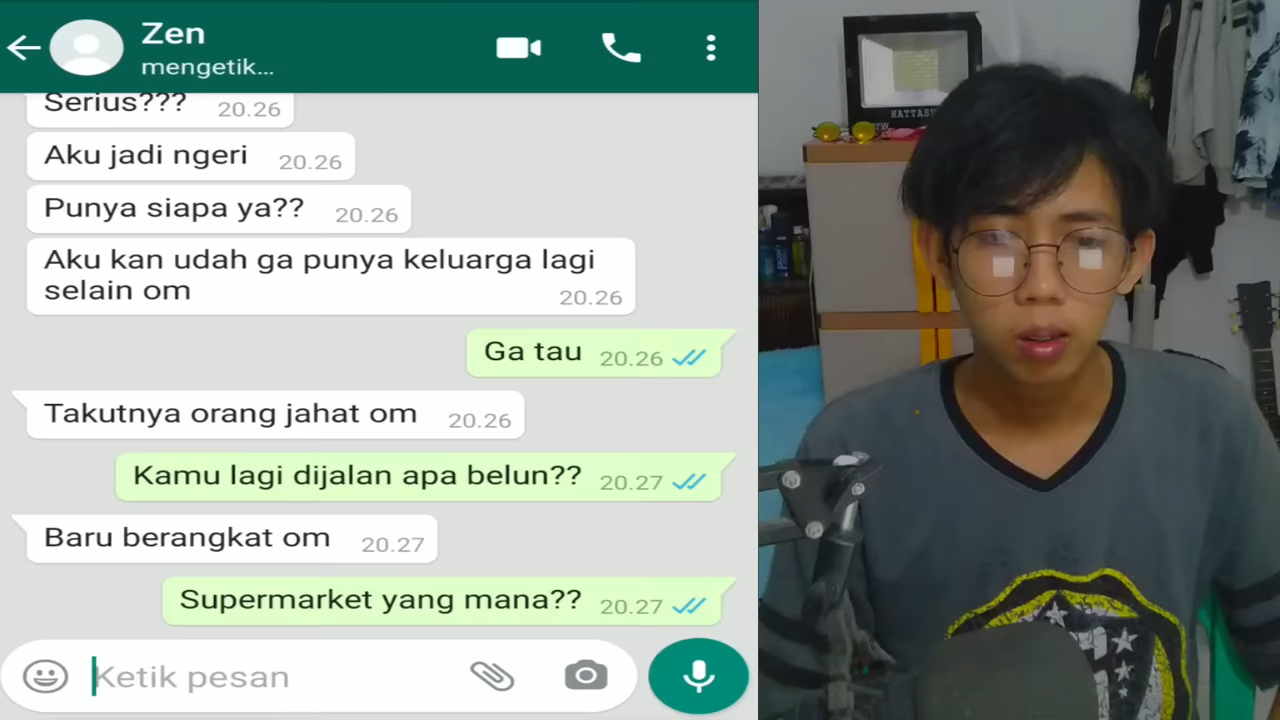 Zen
mengetik...
Serius??? 20.26
Aku jadi ngeri 20.26
Punya siapa ya?? 20.26
Aku kan udah ga punya keluarga lagi
selain om 20.26
Ga tau 20.26
Takutnya orang jahat om 20.26
Kamu lagi dijalan apa belun?? 20.27
Baru berangkat om 20.27
Supermarket yang mana?? 20.27
Ketik pesan